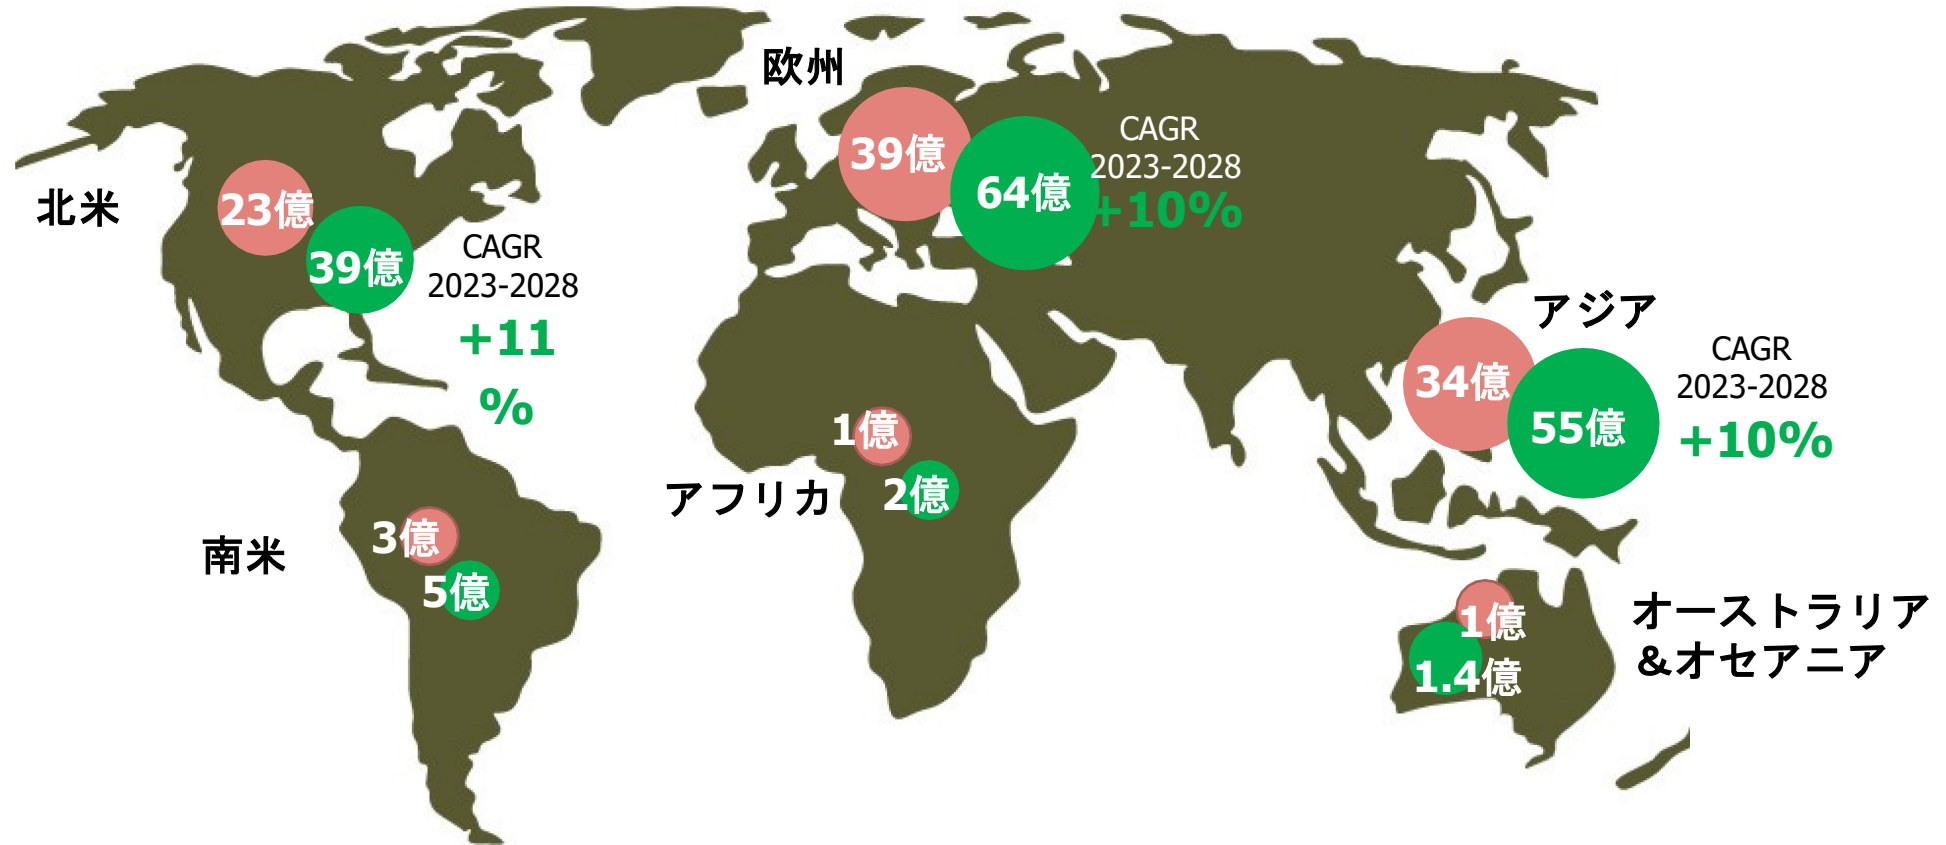 欧州
39億
64億
CAGR
2023-2028
+10%
北米
23億
39億
CAGR
2023-2028
+11
%
アジア
34億
55億
CAGR
2023-2028
+10%
アフリカ
1億
2億
南米
3億
5億
オーストラリア
&オセアニア
1億
1.4億